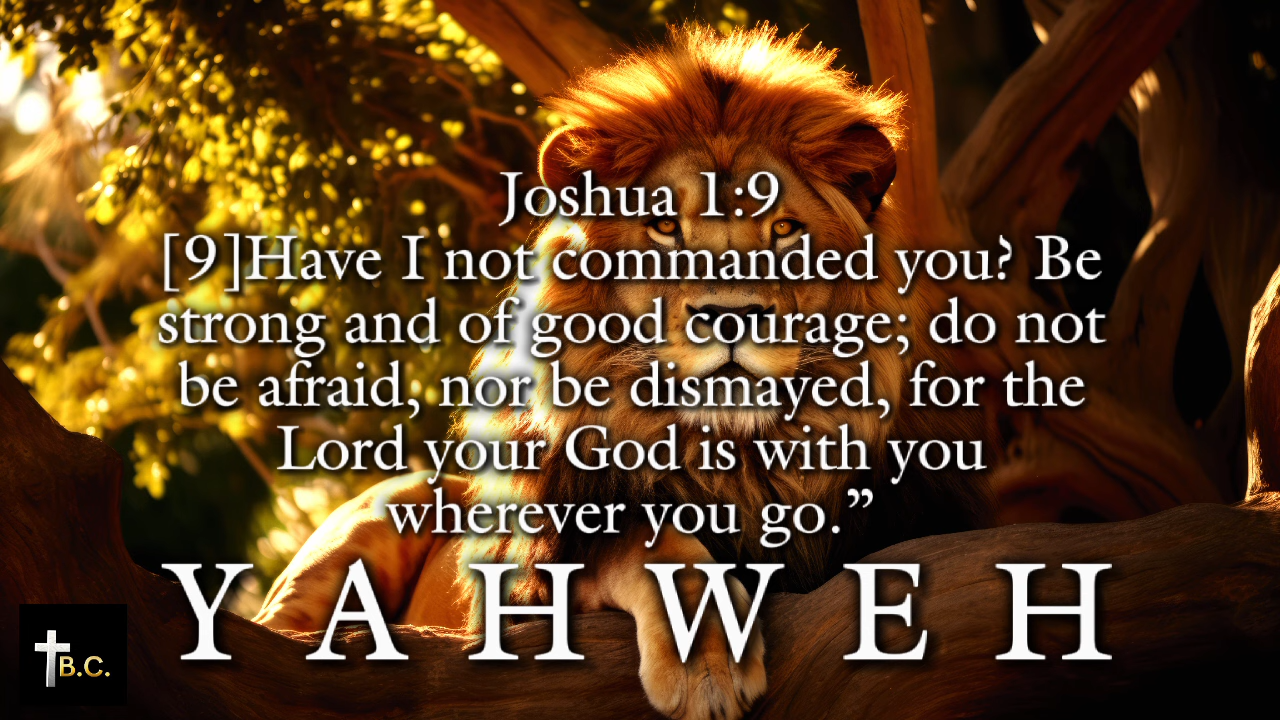 Joshua 1:9
[9]Have I not commanded you? Be
strong and of good courage; do not
be afraid, nor be dismayed, for the
Lord your God is with you
wherever you go.”
YAHWEH
B.C.